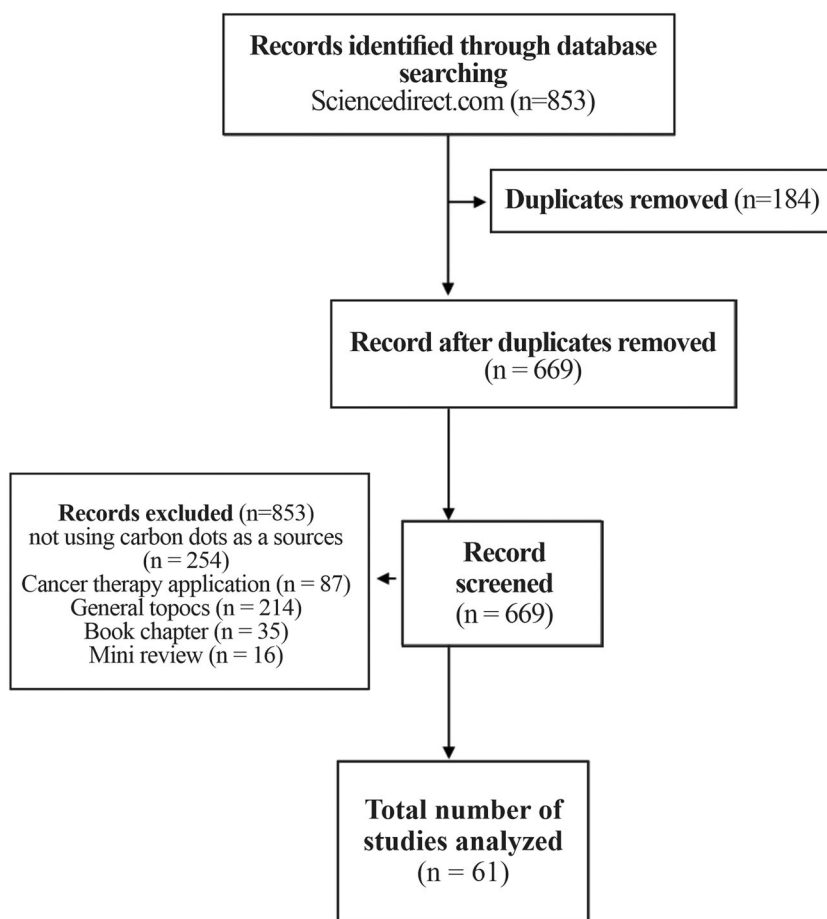 Records identified through database
searching
Sciencedirect.com (n=853)
Duplicates removed (n=184)
Record after duplicates removed
(n = 669)
Records excluded (n=853)
not using carbon dots as a sources
(n = 254)
Cancer therapy application (n = 87)
General topocs (n = 214)
Book chapter (n = 35)
Mini review (n = 16)
Record
screened
(n = 669)
Total number of
studies analyzed
(n = 61)